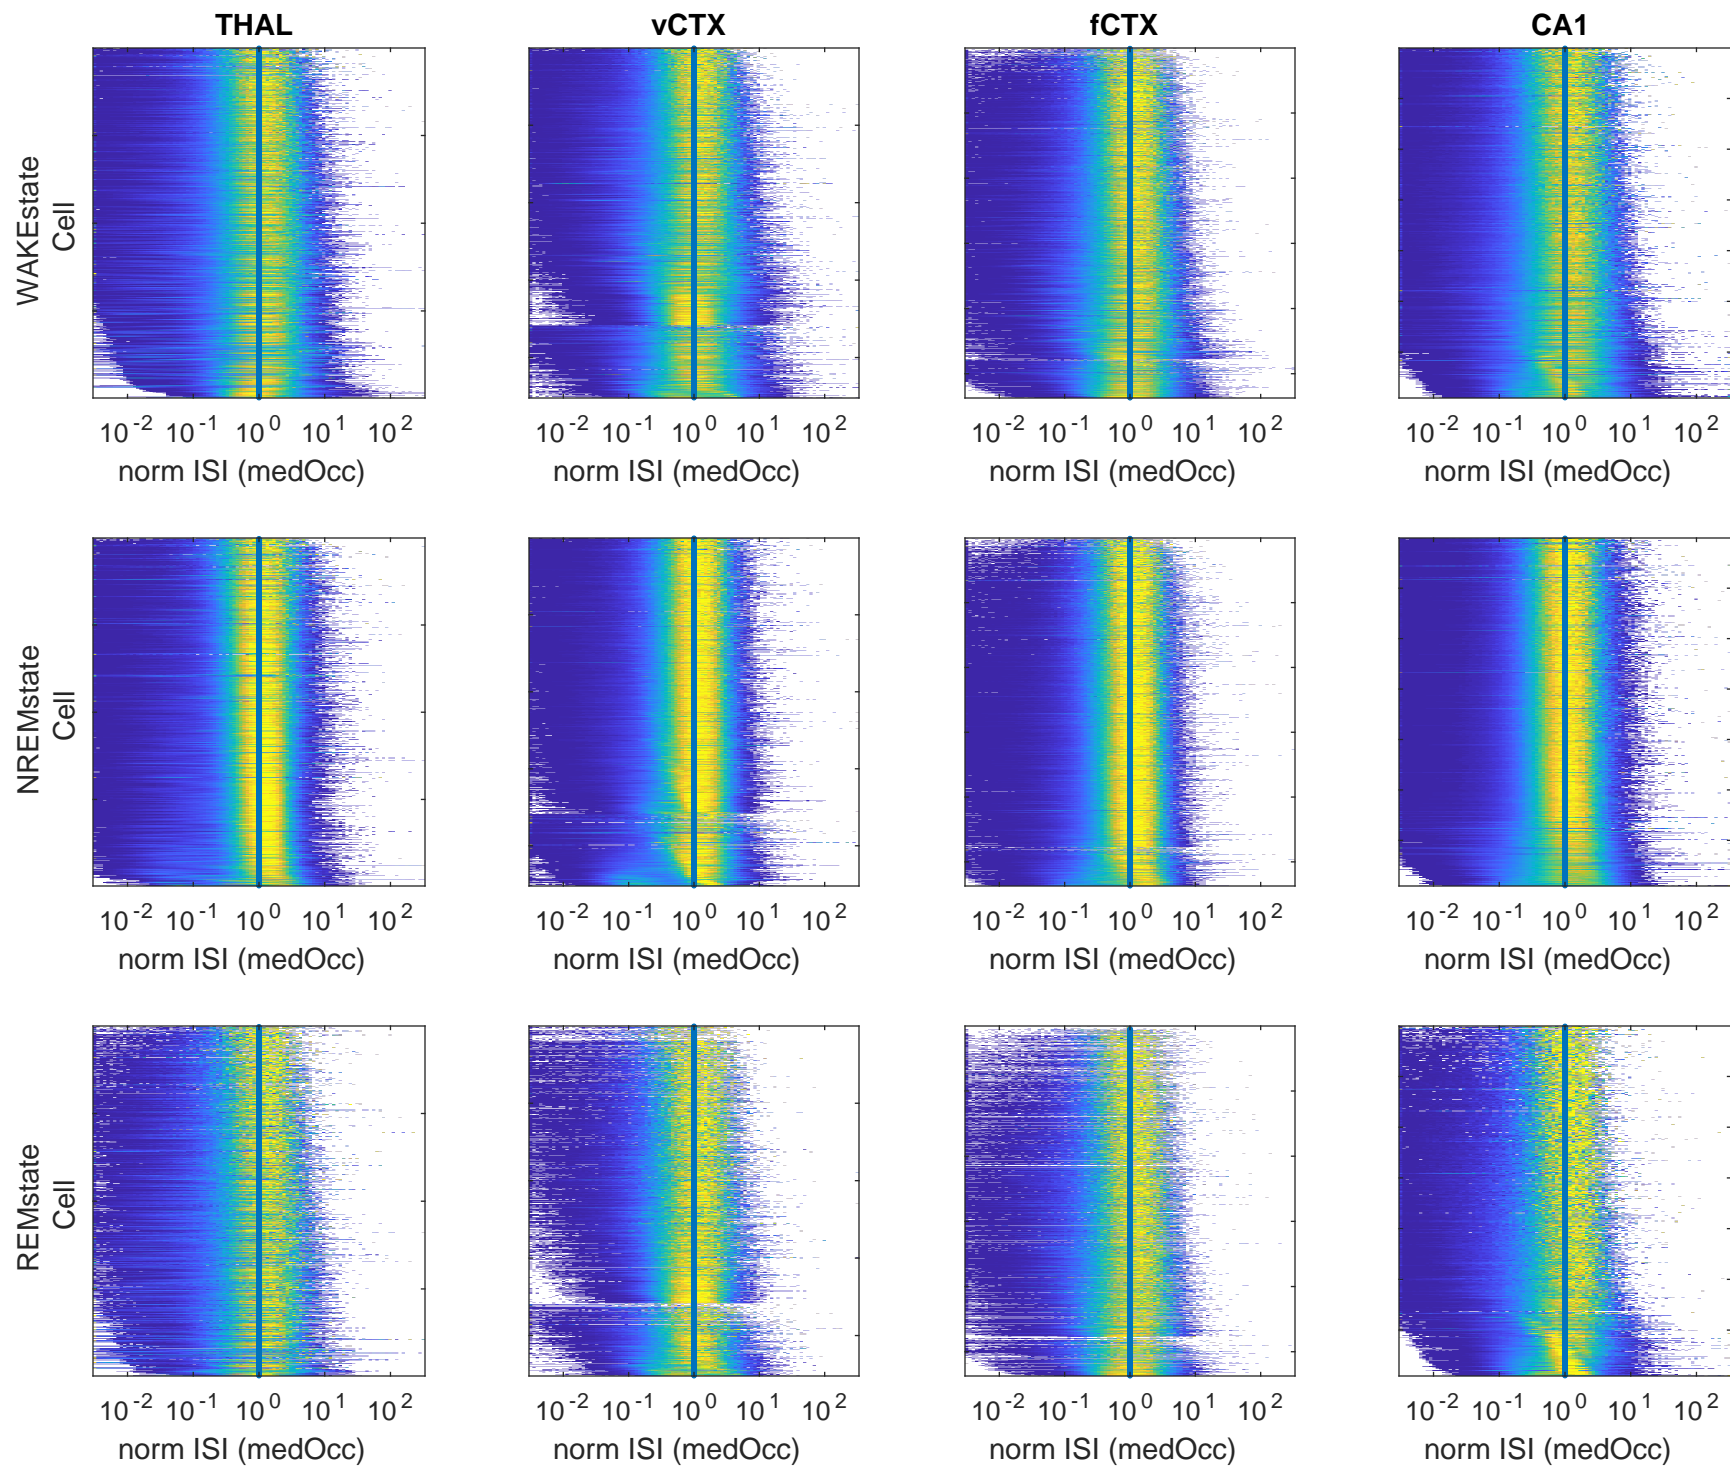 THAL vCTX fCTX CA1
WAKEstate
Cell
10^-2 10^-1 10^0 10^1 10^2 10^-2 10^-1 10^0 10^1 10^2 10^-2 10^-1 10^0 10^1 10^2 10^-2 10^-1 10^0 10^1 10^2
norm ISI (medOcc) norm ISI (medOcc) norm ISI (medOcc) norm ISI (medOcc)
NREMstate
Cell
10^-2 10^-1 10^0 10^1 10^2 10^-2 10^-1 10^0 10^1 10^2 10^-2 10^-1 10^0 10^1 10^2 10^-2 10^-1 10^0 10^1 10^2
norm ISI (medOcc) norm ISI (medOcc) norm ISI (medOcc) norm ISI (medOcc)
REMstate
Cell
10^-2 10^-1 10^0 10^1 10^2 10^-2 10^-1 10^0 10^1 10^2 10^-2 10^-1 10^0 10^1 10^2 10^-2 10^-1 10^0 10^1 10^2
norm ISI (medOcc) norm ISI (medOcc) norm ISI (medOcc) norm ISI (medOcc)